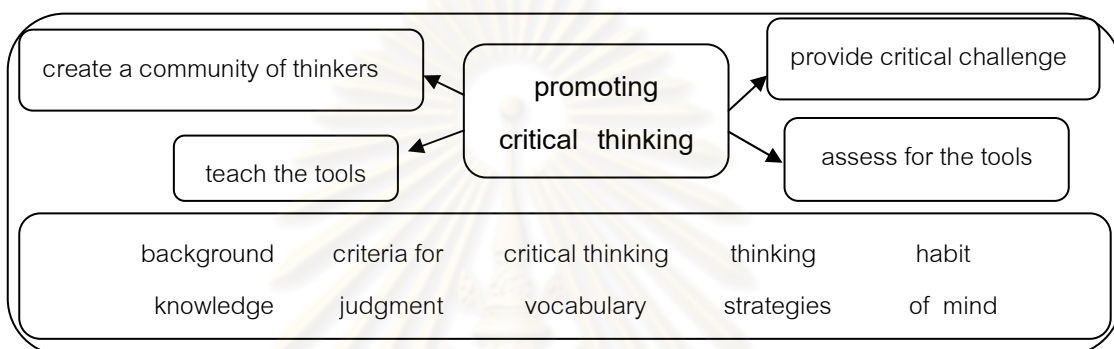 create a community of thinkers
promoting
critical thinking
provide critical challenge
teach the tools
assess for the tools
background criteria for critical thinking thinking habit
knowledge judgment vocabulary strategies of mind